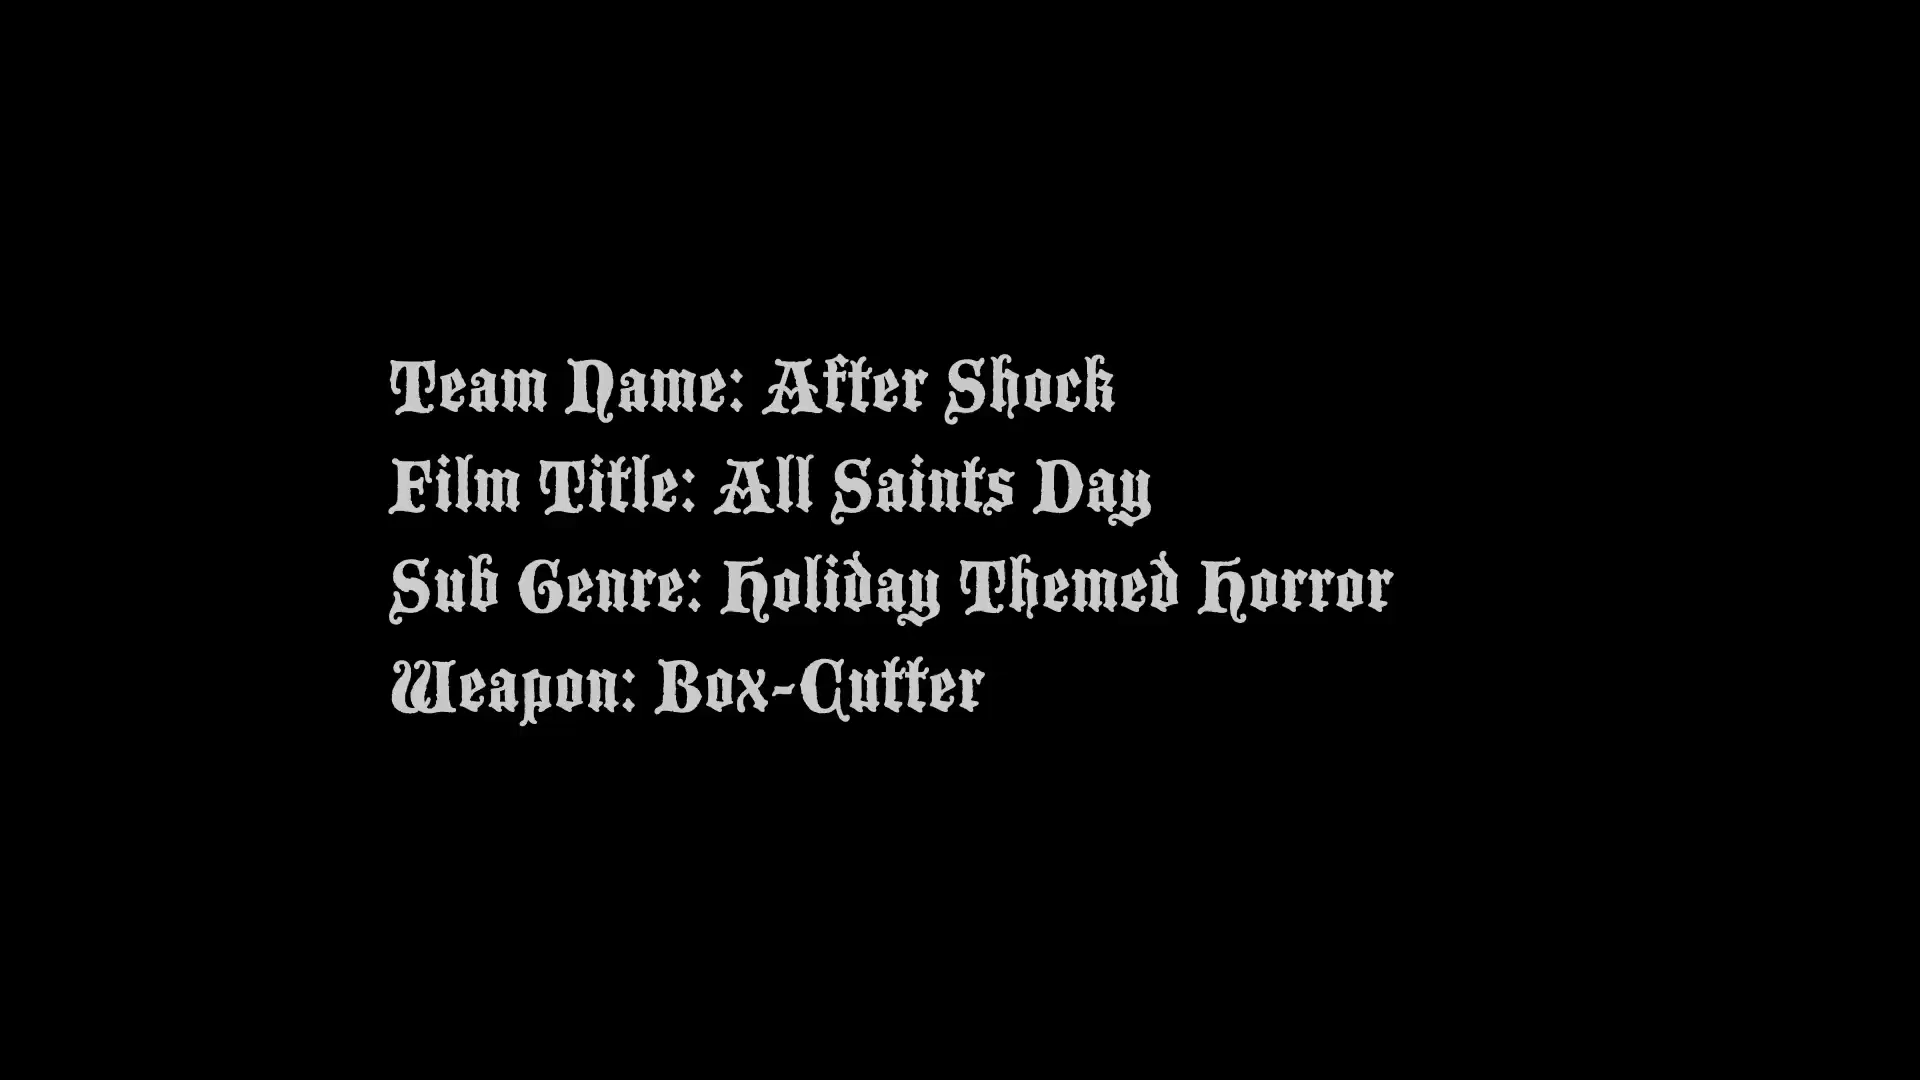 Team Name: After Shock
Film Title: All Saints Day
Sub Genre: Holiday Themed Horror
Weapon: Box-Cutter